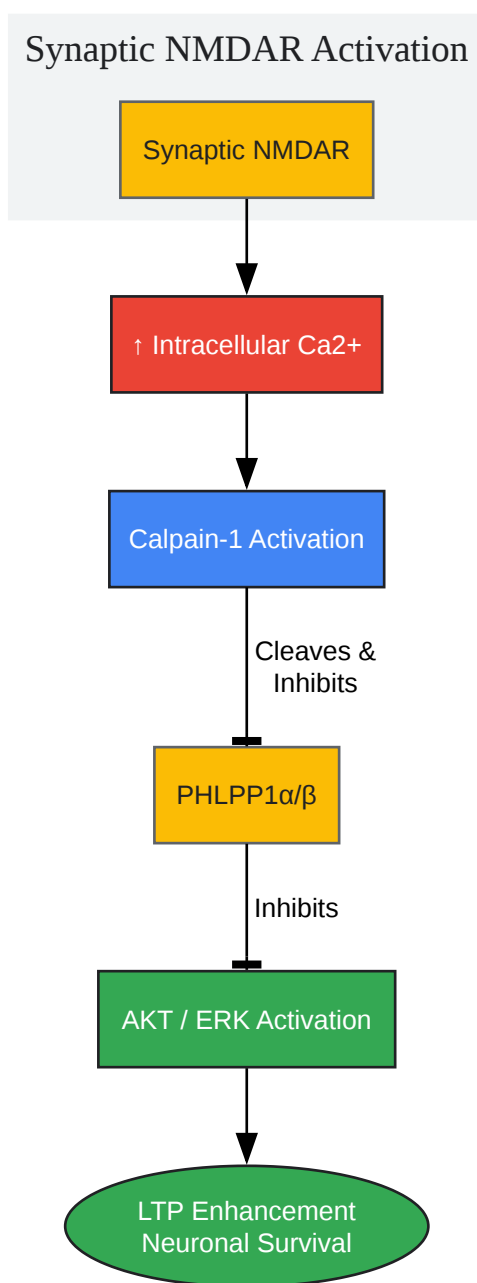 Synaptic NMDAR Activation
Synaptic NMDAR
↑ Intracellular Ca2+
Calpain-1 Activation
Cleaves &
Inhibits
PHLPP1α/β
Inhibits
AKT / ERK Activation
LTP Enhancement
Neuronal Survival